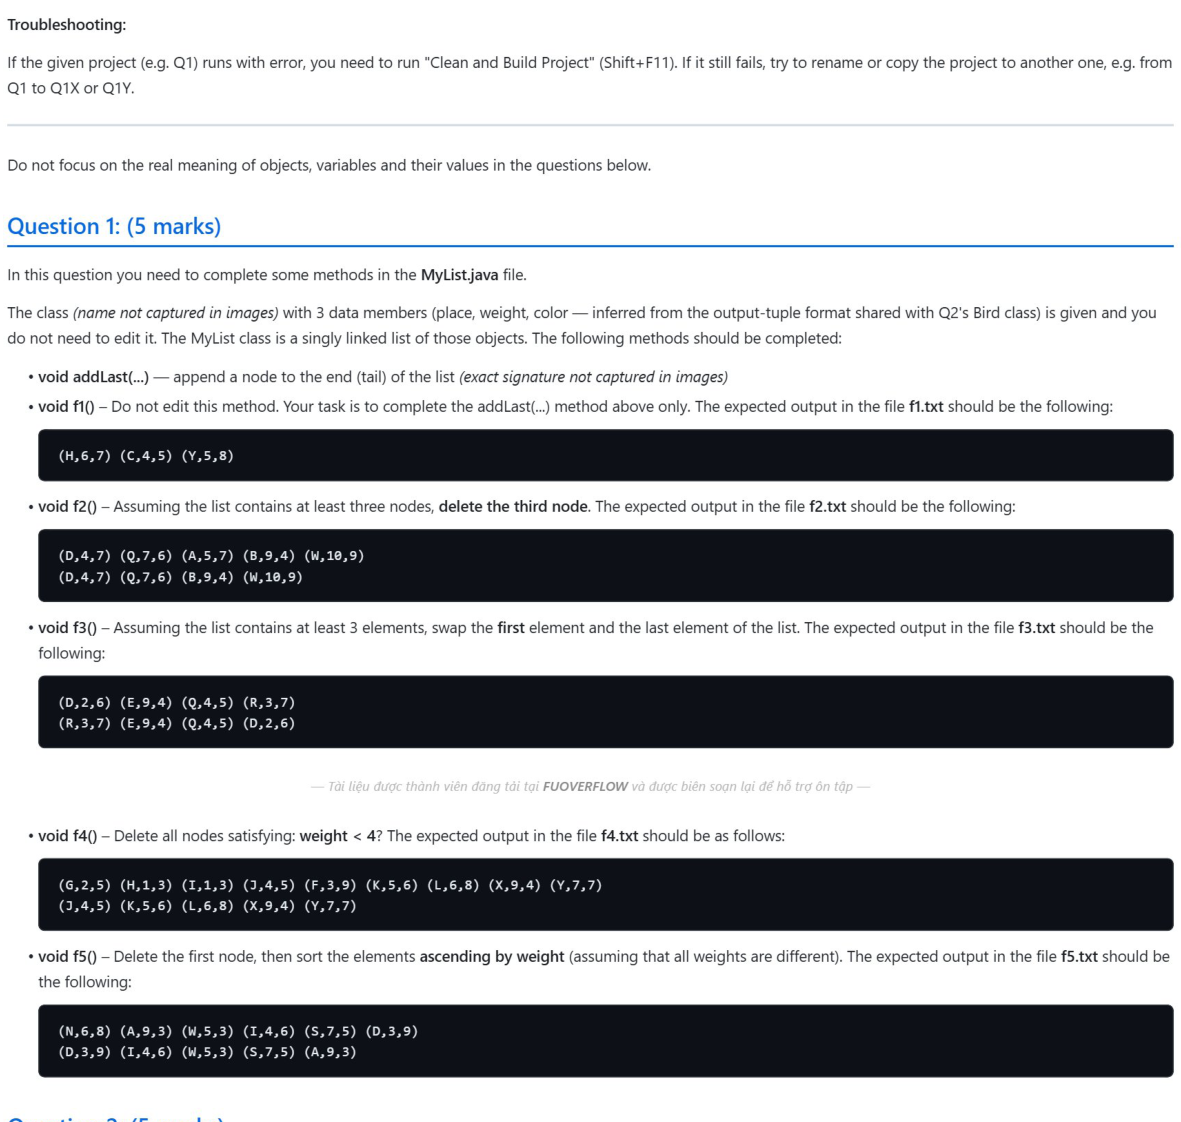 Troubleshooting:
If the given project (e.g. Q1) runs with error, you need to run "Clean and Build Project" (Shift+F11). If it still fails, try to rename or copy the project to another one, e.g. from
Q1 to Q1X or Q1Y.
Do not focus on the real meaning of objects, variables and their values in the questions below.
Question 1: (5 marks)
In this question you need to complete some methods in the MyList.java file.
The class (name not captured in images) with 3 data members (place, weight, color — inferred from the output-tuple format shared with Q2's Bird class) is given and you
do not need to edit it. The MyList class is a singly linked list of those objects. The following methods should be completed:
• void addLast(...) — append a node to the end (tail) of the list (exact signature not captured in images)
• void f1() – Do not edit this method. Your task is to complete the addLast(...) method above only. The expected output in the file f1.txt should be the following:
(H,6,7) (C,4,5) (Y,5,8)
• void f2() – Assuming the list contains at least three nodes, delete the third node. The expected output in the file f2.txt should be the following:
(D,4,7) (Q,7,6) (A,5,7) (B,9,4) (W,10,9)
(D,4,7) (Q,7,6) (B,9,4) (W,10,9)
• void f3() – Assuming the list contains at least 3 elements, swap the first element and the last element of the list. The expected output in the file f3.txt should be the
following:
(D,2,6) (E,9,4) (Q,4,5) (R,3,7)
(R,3,7) (E,9,4) (Q,4,5) (D,2,6)
— Tài liệu được thành viên đăng tải tại FUOVERFLOW và được biên soạn lại để hỗ trợ ôn tập —
• void f4() – Delete all nodes satisfying: weight < 4? The expected output in the file f4.txt should be as follows:
(G,2,5) (H,1,3) (I,1,3) (J,4,5) (F,3,9) (K,5,6) (L,6,8) (X,9,4) (Y,7,7)
(J,4,5) (K,5,6) (L,6,8) (X,9,4) (Y,7,7)
• void f5() – Delete the first node, then sort the elements ascending by weight (assuming that all weights are different). The expected output in the file f5.txt should be
the following:
(N,6,8) (A,9,3) (W,5,3) (I,4,6) (S,7,5) (D,3,9)
(D,3,9) (I,4,6) (W,5,3) (S,7,5) (A,9,3)